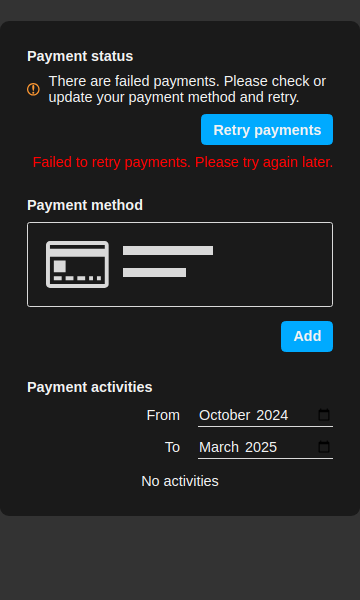 Payment status
There are failed payments. Please check or
update your payment method and retry.
Retry payments
Failed to retry payments. Please try again later.
Payment method
Add
Payment activities
From October 2024
To March 2025
No activities